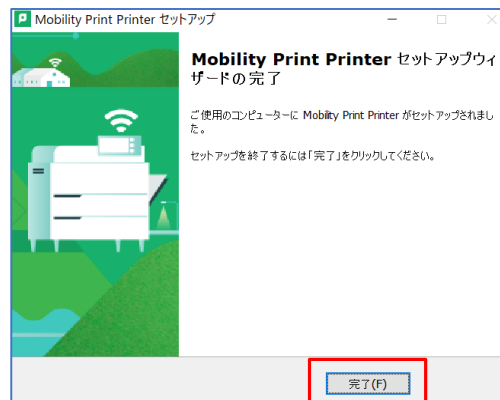 Mobility Print Printer セットアップ
Mobility Print Printer セットアップウィ
ザードの完了
ご使用のコンピューターに Mobility Print Printer がセットアップされまし
た。
セットアップを終了するには「完了」をクリックしてください。
完了(F)